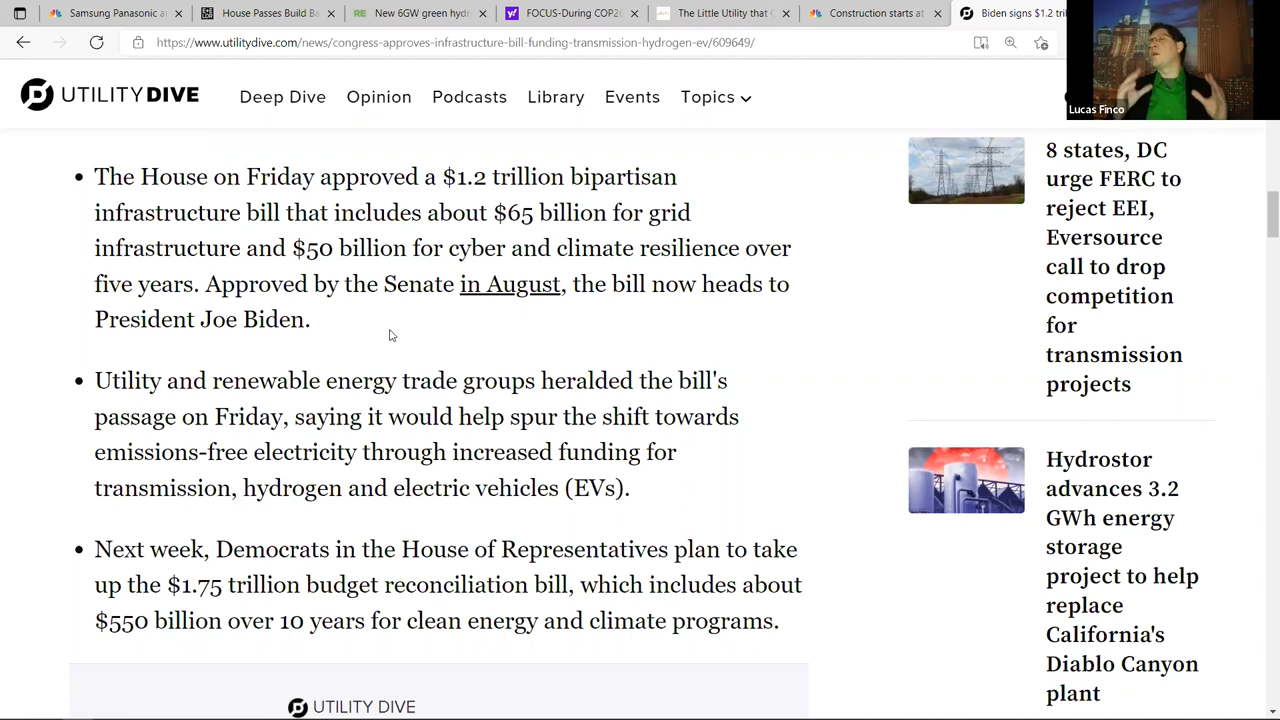 Samsung Panasonic a
House Passes Build Ba
New AGW green hydr
FOCUS-During COP26
The Little Utility that C
Construction starts at
Biden signs $1.2 tril
https://www.utilitydive.com/news/congress-approves-infrastructure-bill-funding-transmission-hydrogen-ev/609649/
Lucas Finco
UTILITY DIVE
Deep Dive
Opinion
Podcasts
Library
Events
Topics
• The House on Friday approved a $1.2 trillion bipartisan
infrastructure bill that includes about $65 billion for grid
infrastructure and $50 billion for cyber and climate resilience over
five years. Approved by the Senate in August, the bill now heads to
President Joe Biden.
• Utility and renewable energy trade groups heralded the bill's
passage on Friday, saying it would help spur the shift towards
emissions-free electricity through increased funding for
transmission, hydrogen and electric vehicles (EVs).
• Next week, Democrats in the House of Representatives plan to take
up the $1.75 trillion budget reconciliation bill, which includes about
$550 billion over 10 years for clean energy and climate programs.
UTILITY DIVE
8 states, DC
urge FERC to
reject EEI,
Eversource
call to drop
competition
for
transmission
projects
Hydrostor
advances 3.2
GWh energy
storage
project to help
replace
California's
Diablo Canyon
plant